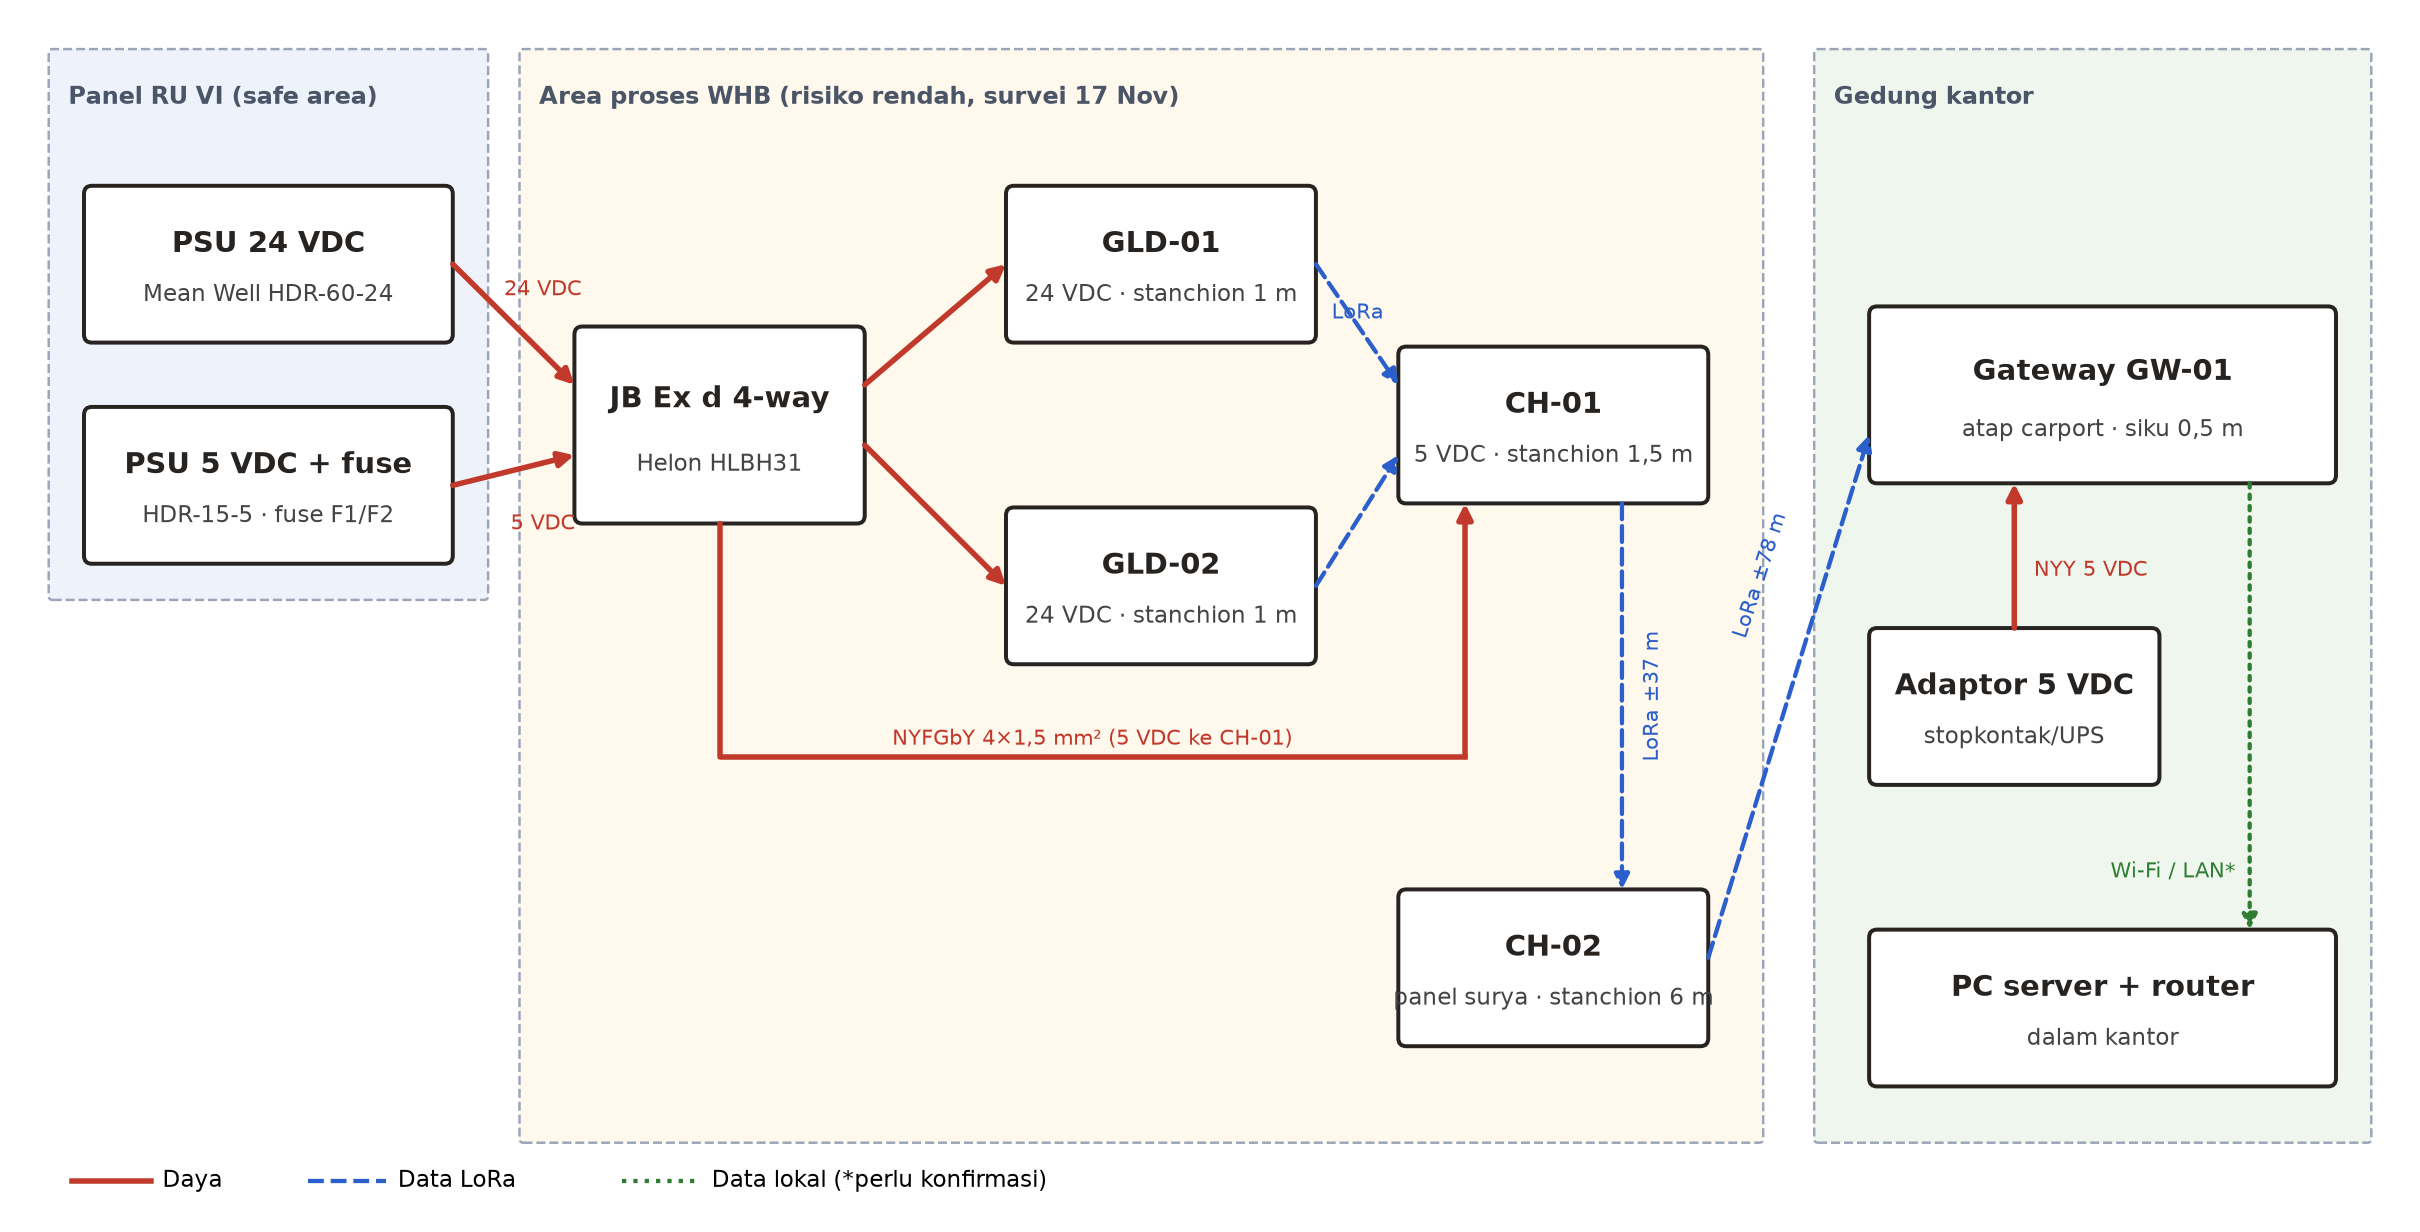 Panel RU VI (safe area)
PSU 24 VDC
Mean Well HDR-60-24
PSU 5 VDC + fuse
HDR-15-5 · fuse F1/F2
24 VDC
5 VDC
Area proses WHB (risiko rendah, survei 17 Nov)
JB Ex d 4-way
Helon HLBH31
GLD-01
24 VDC · stanchion 1 m
GLD-02
24 VDC · stanchion 1 m
LoRa
CH-01
5 VDC · stanchion 1,5 m
NYFGbY 4×1,5 mm² (5 VDC ke CH-01)
LoRa ±37 m
CH-02
panel surya · stanchion 6 m
LoRa ±78 m
Gedung kantor
Gateway GW-01
atap carport · siku 0,5 m
NYY 5 VDC
Adaptor 5 VDC
stopkontak/UPS
Wi-Fi / LAN*
PC server + router
dalam kantor
Daya
Data LoRa
Data lokal (*perlu konfirmasi)